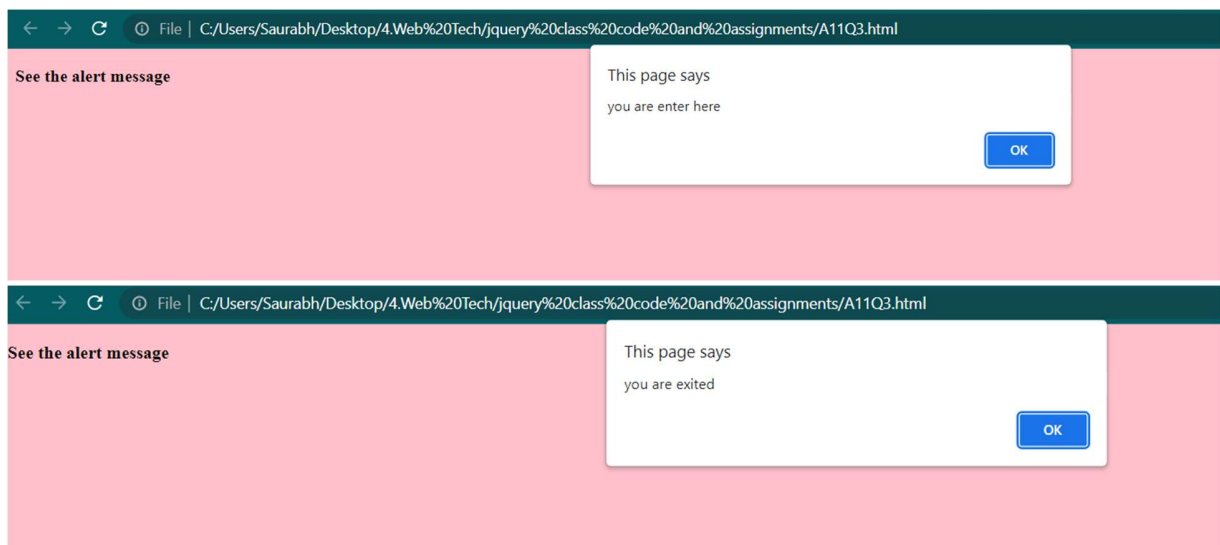 File | C:/Users/Saurabh/Desktop/4.Web%20Tech/jquery%20class%20code%20and%20assignments/A11Q3.html
See the alert message
This page says
you are enter here
OK
File | C:/Users/Saurabh/Desktop/4.Web%20Tech/jquery%20class%20code%20and%20assignments/A11Q3.html
See the alert message
This page says
you are exited
OK